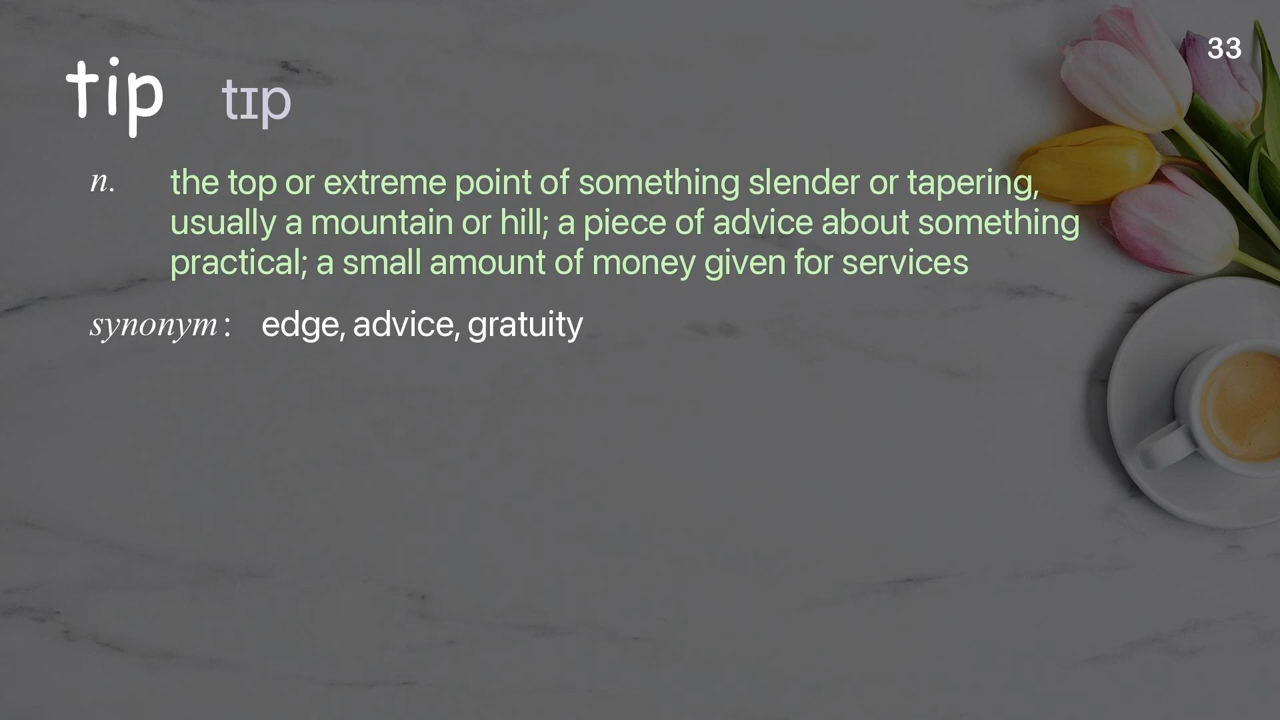 33
tip tɪp
n. the top or extreme point of something slender or tapering,
usually a mountain or hill; a piece of advice about something
practical; a small amount of money given for services
synonym: edge, advice, gratuity